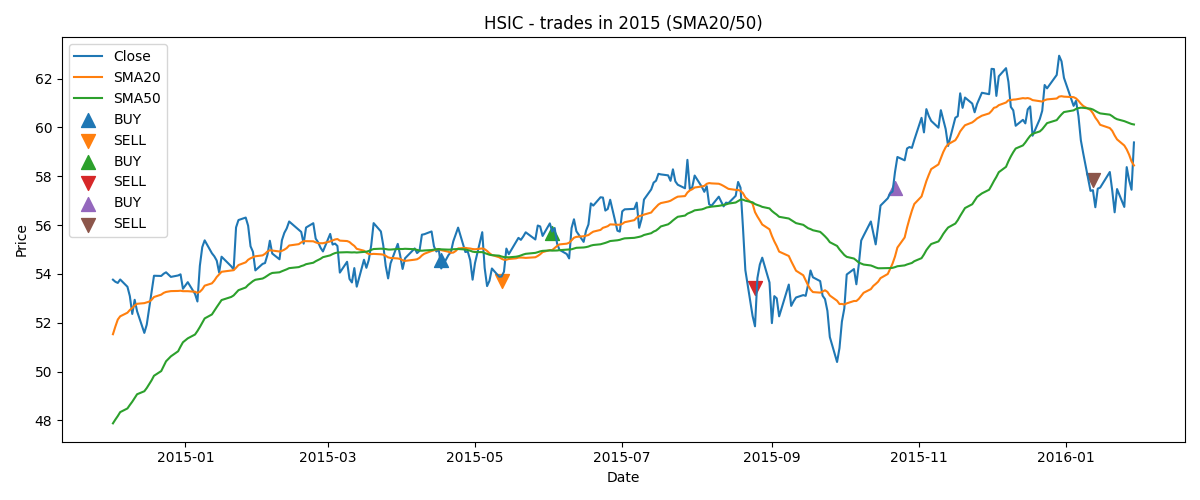 HSIC - trades in 2015 (SMA20/50)
Close
SMA20
SMA50
BUY
SELL
BUY
SELL
BUY
SELL
Price
62
60
58
56
54
52
50
48
2015-01 2015-03 2015-05 2015-07 2015-09 2015-11 2016-01
Date